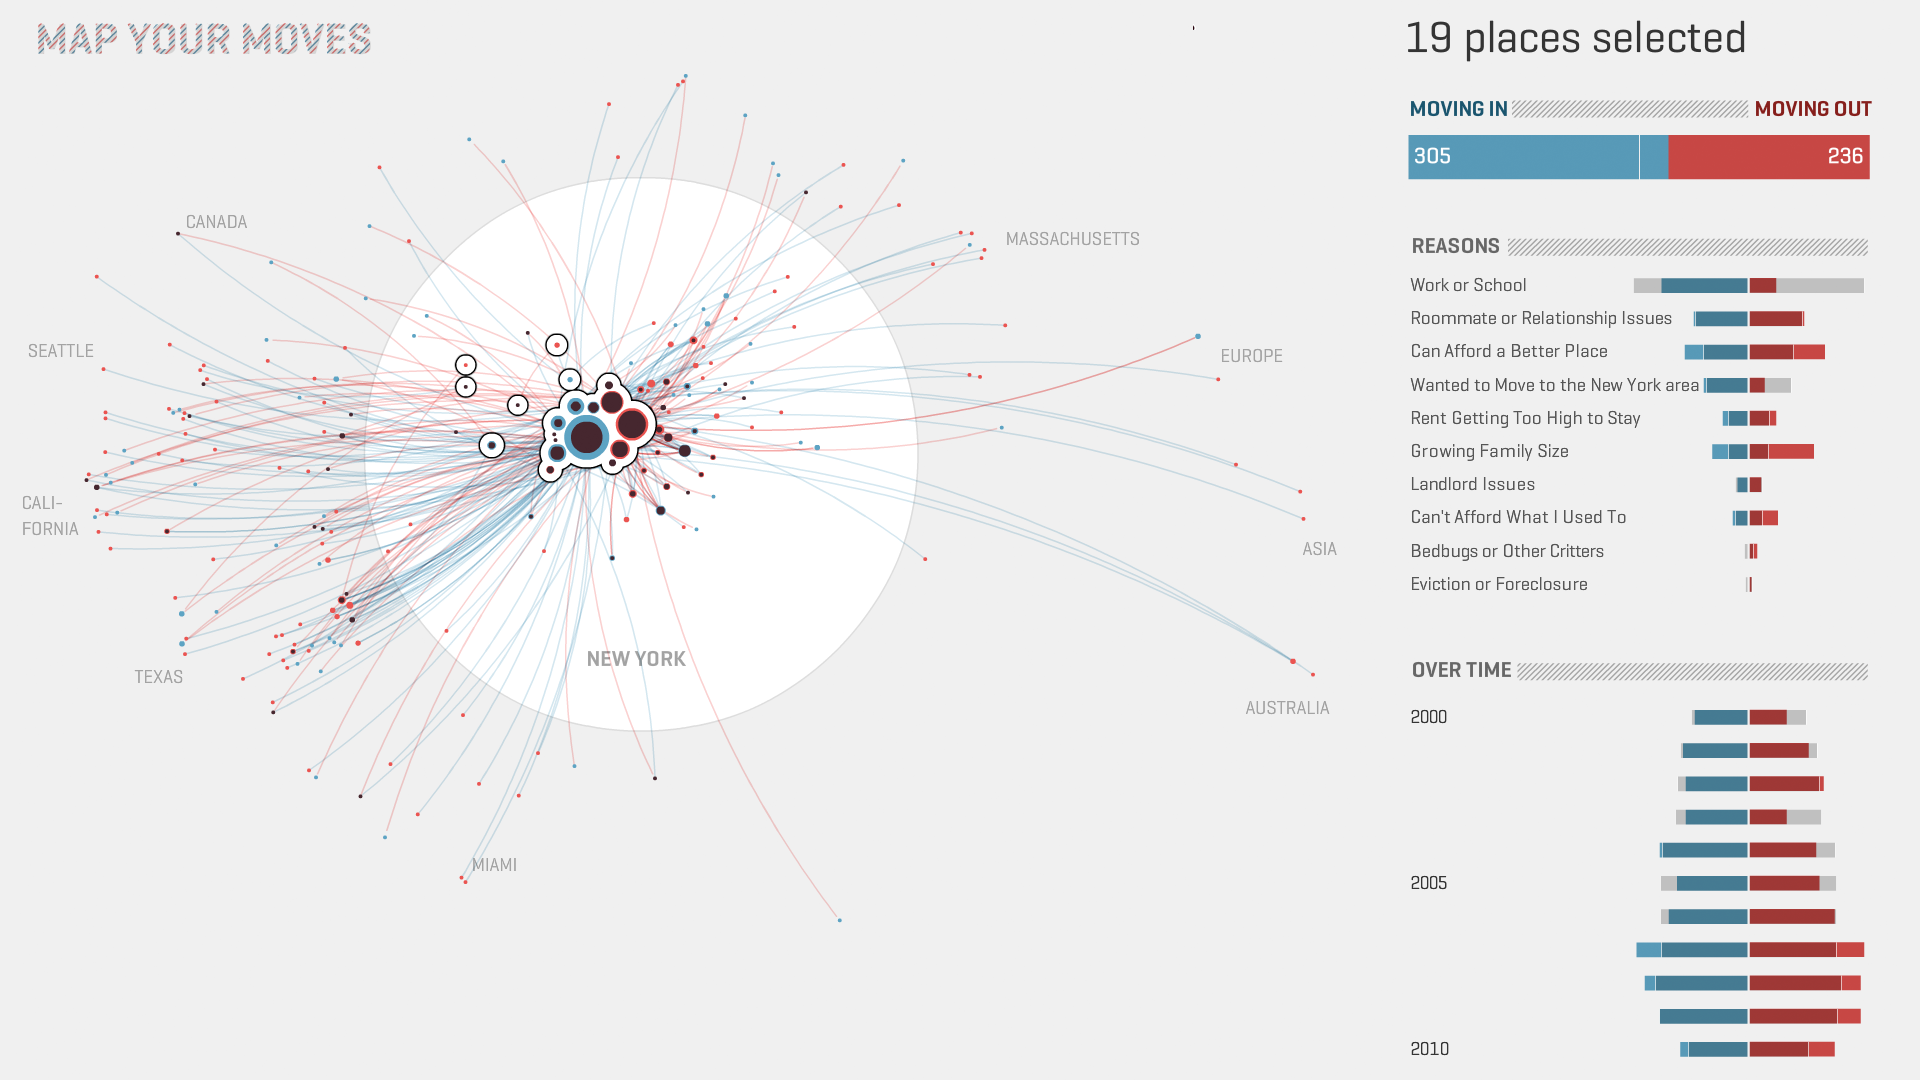 MAP YOUR MOVES
CANADA
MASSACHUSETTS
SEATTLE
EUROPE
CALI-
FORNIA
ASIA
NEW YORK
TEXAS
AUSTRALIA
MIAMI
19 places selected
MOVING IN MOVING OUT
305 236
REASONS
Work or School
Roommate or Relationship Issues
Can Afford a Better Place
Wanted to Move to the New York area
Rent Getting Too High to Stay
Growing Family Size
Landlord Issues
Can't Afford What I Used To
Bedbugs or Other Critters
Eviction or Foreclosure
OVER TIME
2000
2005
2010